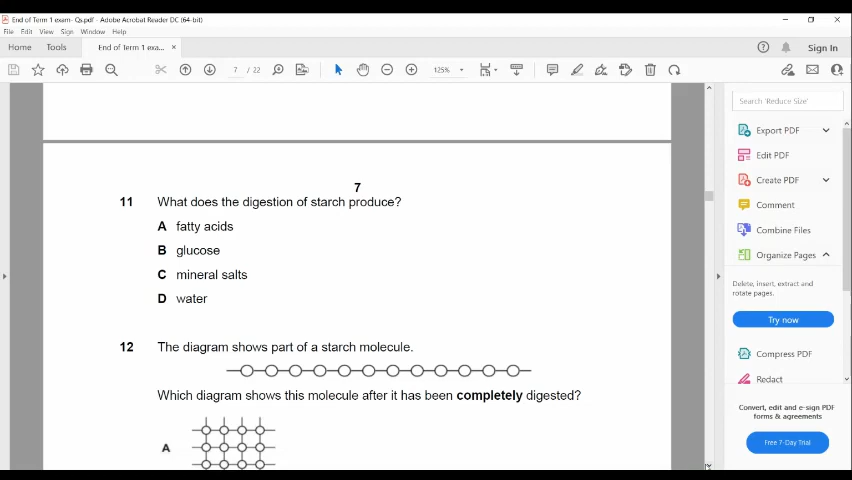 End of Term 1 exam- Qs.pdf - Adobe Acrobat Reader DC (64-bit)
File Edit View Sign Window Help
Home Tools End of Term 1 exa... × Sign In
7 / 22 125%
7
11 What does the digestion of starch produce?
A fatty acids
B glucose
C mineral salts
D water
12 The diagram shows part of a starch molecule.
Which diagram shows this molecule after it has been completely digested?
A
Search 'Reduce Size'
Export PDF
Edit PDF
Create PDF
Comment
Combine Files
Organize Pages
Delete, insert, extract and
rotate pages.
Try now
Compress PDF
Redact
Convert, edit and e-sign PDF
forms & agreements
Free 7-Day Trial